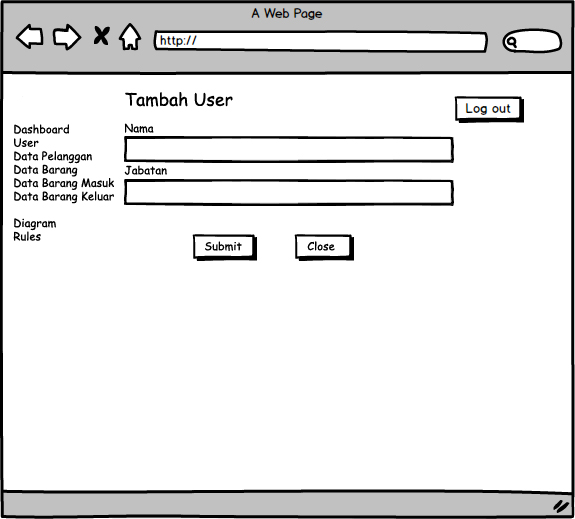 A Web Page
http://
Tambah User
Log out
Dashboard
User
Data Pelanggan
Data Barang
Data Barang Masuk
Data Barang Keluar
Diagram
Rules
Nama
Jabatan
Submit
Close